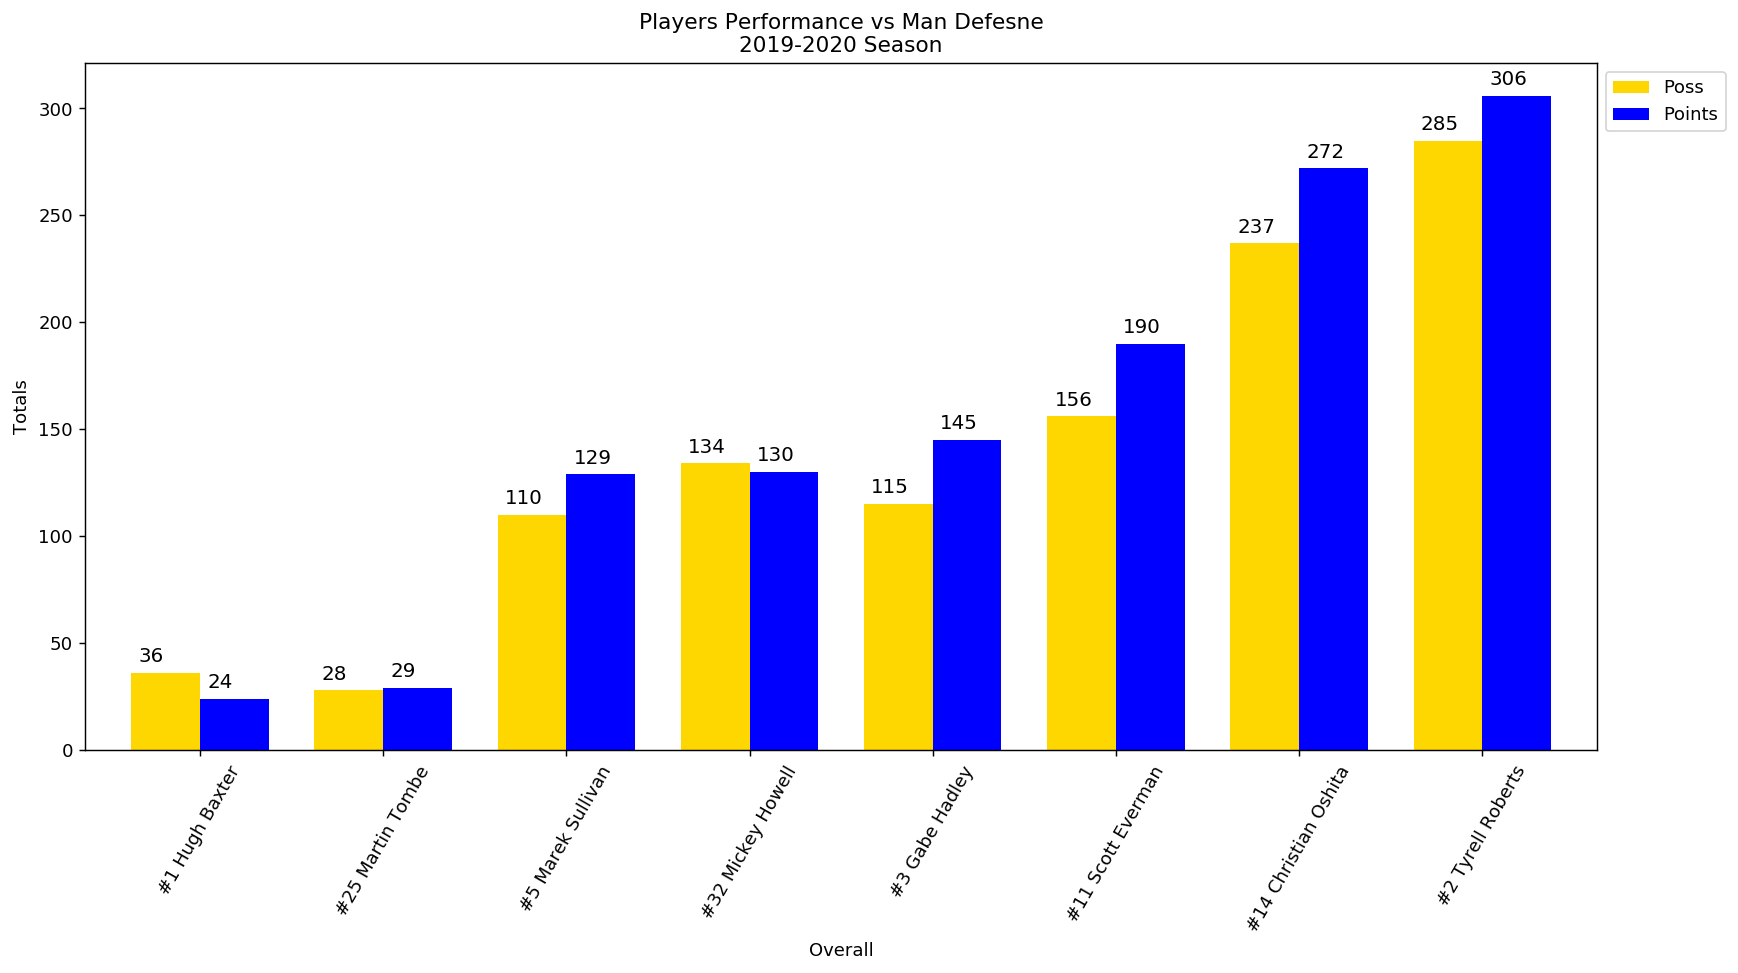 Players Performance vs Man Defesne
2019-2020 Season
Poss
Points
Totals
300
250
200
150
100
50
0
36
24
28
29
110
129
134
130
115
145
156
190
237
272
285
306
#1 Hugh Baxter
#25 Martin Tombe
#5 Marek Sullivan
#32 Mickey Howell
#3 Gabe Hadley
#11 Scott Everman
#14 Christian Oshita
#2 Tyrell Roberts
Overall